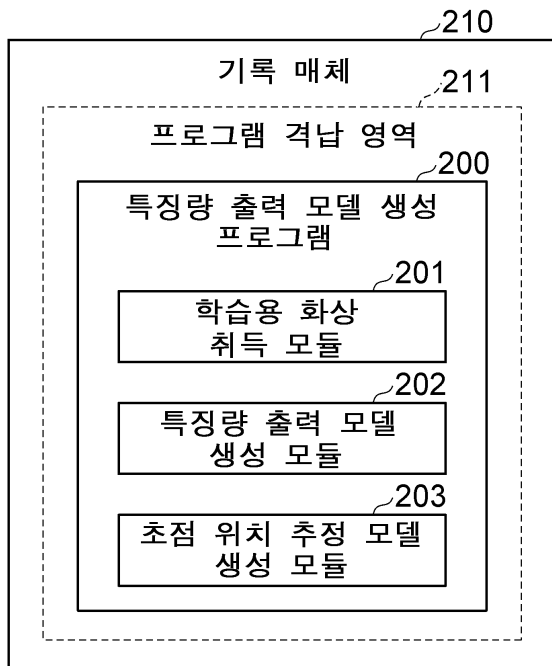 210
기록 매체
211
프로그램 격납 영역
200
특징량 출력 모델 생성
프로그램
201
학습용 화상
취득 모듈
202
특징량 출력 모델
생성 모듈
203
초점 위치 추정 모델
생성 모듈